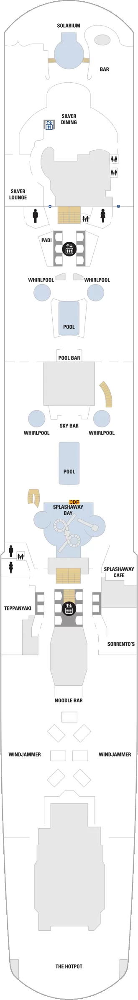 SOLARIUM
BAR
SILVER
DINING
SILVER
LOUNGE
PADI
WHIRLPOOL
WHIRLPOOL
POOL
POOL BAR
SKY BAR
WHIRLPOOL
WHIRLPOOL
POOL
CDP
SPLASHAWAY
BAY
SPLASHAWAY
CAFE
TEPPANYAKI
SORRENTO'S
NOODLE BAR
WINDJAMMER
WINDJAMMER
THE HOTPOT